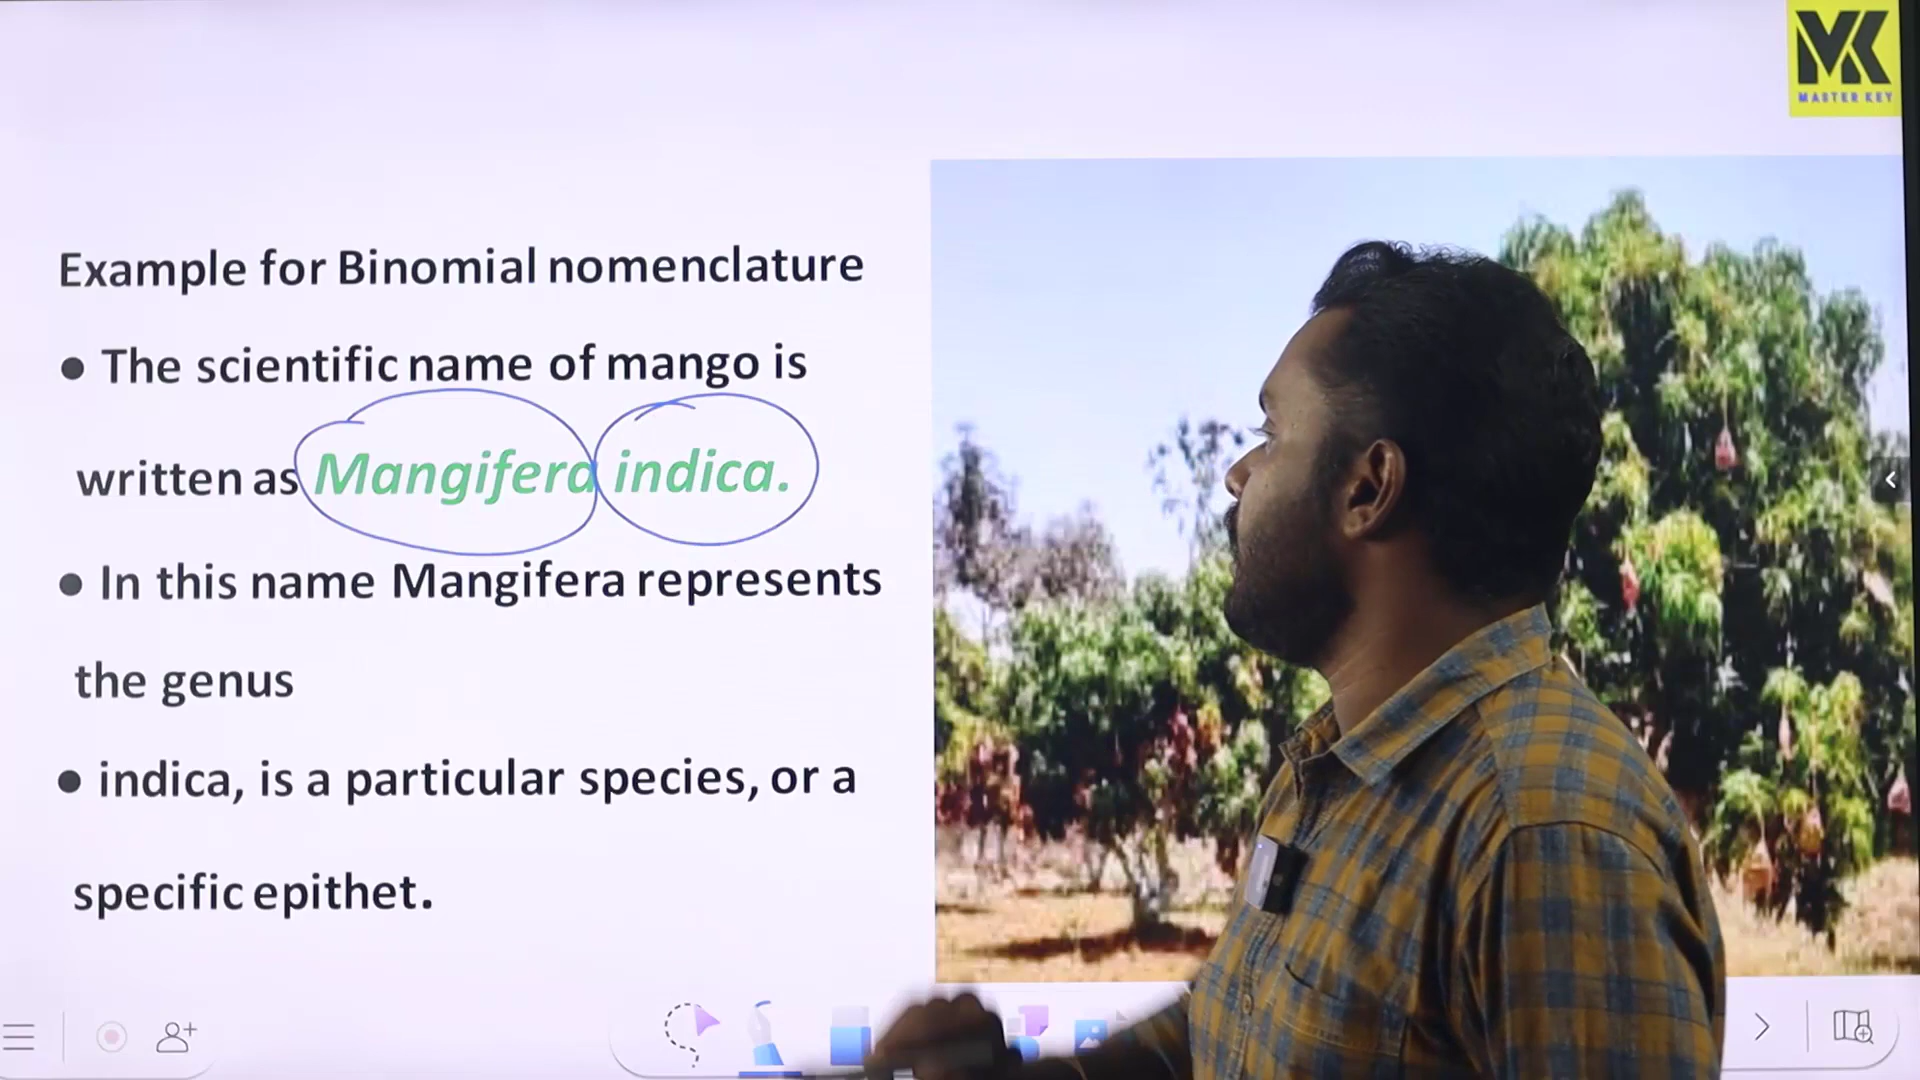 MK
MASTER KEY
Example for Binomial nomenclature
● The scientific name of mango is
written as Mangifera indica.
● In this name Mangifera represents
the genus
● indica, is a particular species, or a
specific epithet.